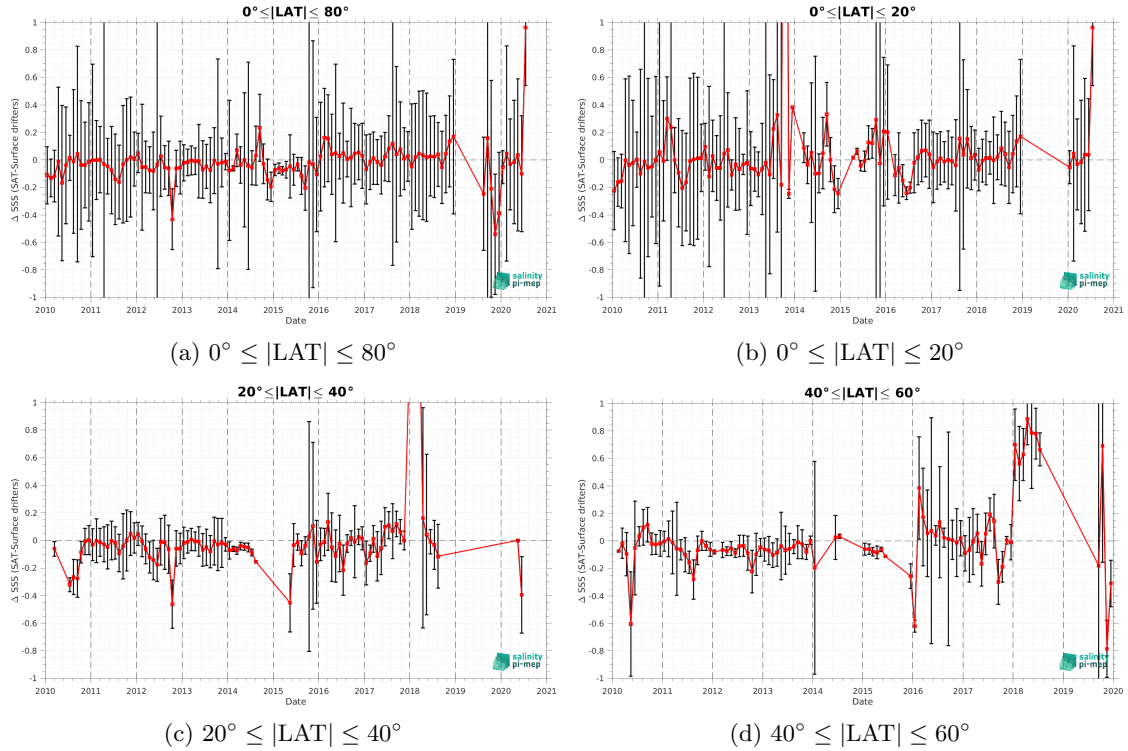 0°≤|LAT|≤ 80°
Δ SSS (SAT-Surface drifters)
1
0.8
0.6
0.4
0.2
0
-0.2
-0.4
-0.6
-0.8
-1
2010 2011 2012 2013 2014 2015 2016 2017 2018 2019 2020 2021
Date
salinity
pi-mep
(a) 0° ≤ |LAT| ≤ 80°
0°≤|LAT|≤ 20°
Δ SSS (SAT-Surface drifters)
1
0.8
0.6
0.4
0.2
0
-0.2
-0.4
-0.6
-0.8
-1
2010 2011 2012 2013 2014 2015 2016 2017 2018 2019 2020 2021
Date
salinity
pi-mep
(b) 0° ≤ |LAT| ≤ 20°
20°≤|LAT|≤ 40°
Δ SSS (SAT-Surface drifters)
1
0.8
0.6
0.4
0.2
0
-0.2
-0.4
-0.6
-0.8
-1
2010 2011 2012 2013 2014 2015 2016 2017 2018 2019 2020 2021
Date
salinity
pi-mep
(c) 20° ≤ |LAT| ≤ 40°
40°≤|LAT|≤ 60°
Δ SSS (SAT-Surface drifters)
1
0.8
0.6
0.4
0.2
0
-0.2
-0.4
-0.6
-0.8
-1
2010 2011 2012 2013 2014 2015 2016 2017 2018 2019 2020
Date
salinity
pi-mep
(d) 40° ≤ |LAT| ≤ 60°